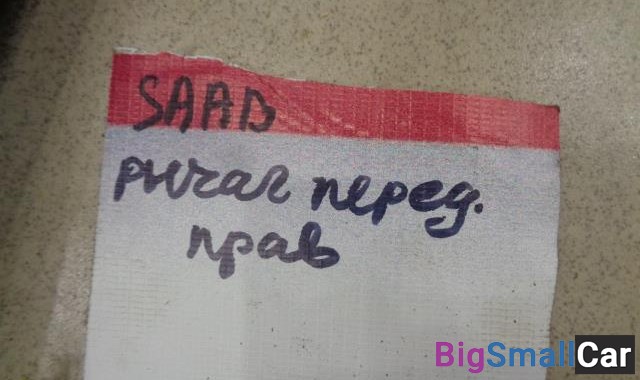 SAAB
рычаг перед.
прав
BigSmallCar